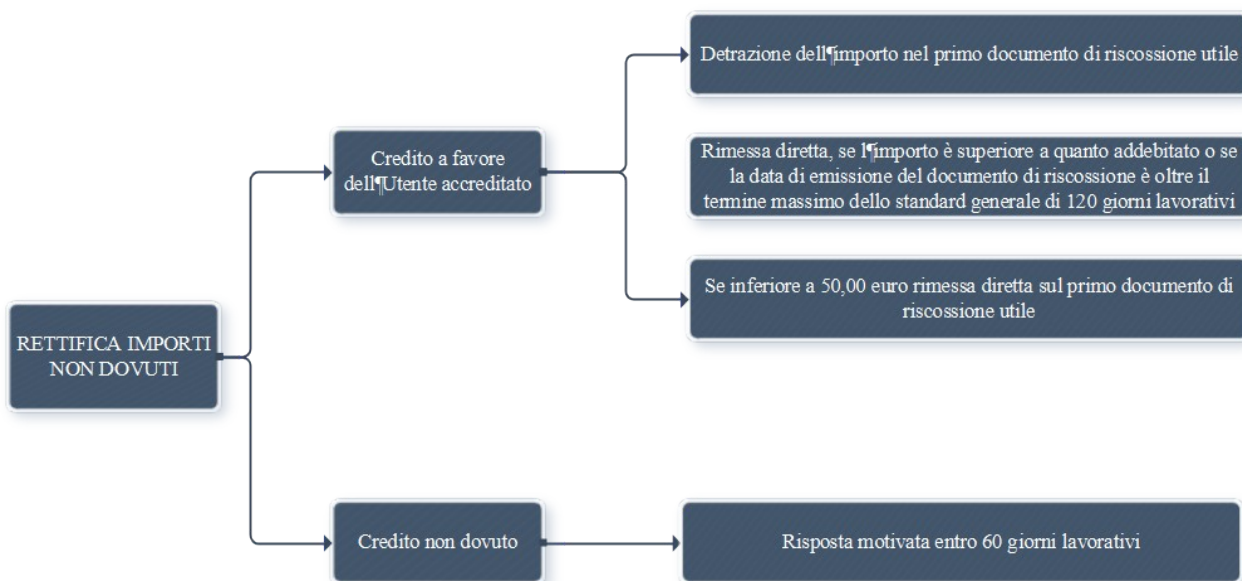 Detrazione dell¶importo nel primo documento di riscossione utile
Credito a favore
dell¶Utente accreditato
Rimessa diretta, se l¶importo è superiore a quanto addebitato o se
la data di emissione del documento di riscossione è oltre il
termine massimo dello standard generale di 120 giorni lavorativi
Se inferiore a 50,00 euro rimessa diretta sul primo documento di
riscossione utile
RETTIFICA IMPORTI
NON DOVUTI
Credito non dovuto
Risposta motivata entro 60 giorni lavorativi